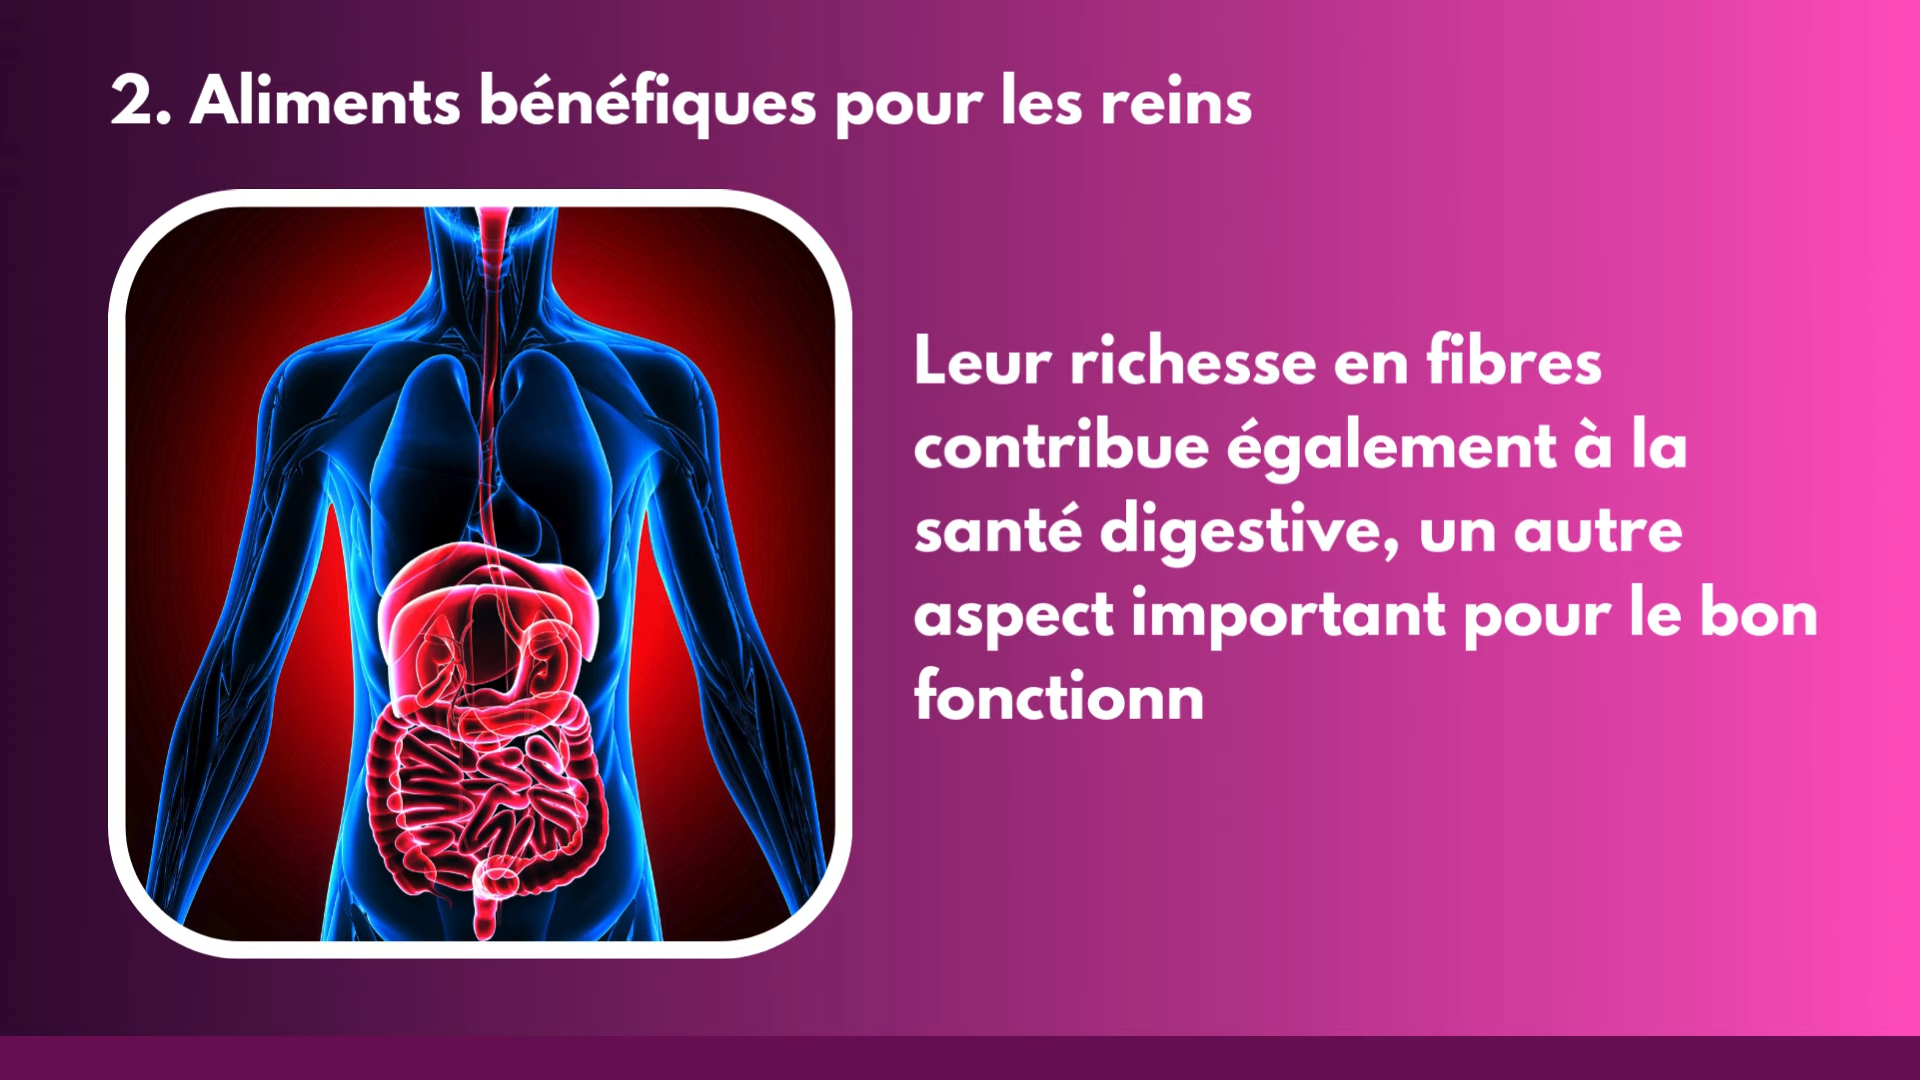 2. Aliments bénéfiques pour les reins
Leur richesse en fibres
contribue également à la
santé digestive, un autre
aspect important pour le bon
fonctionn